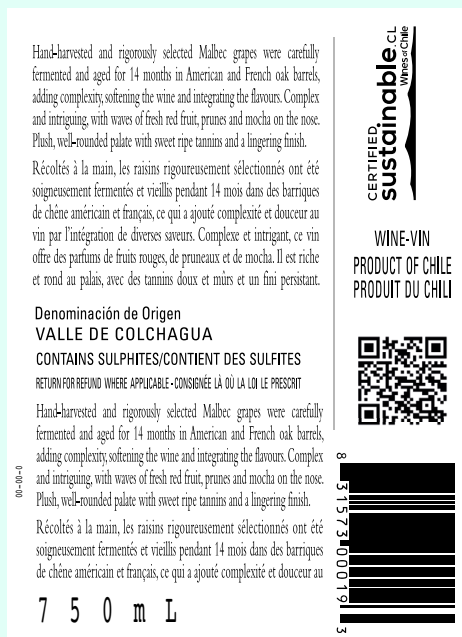 Hand-harvested and rigorously selected Malbec grapes were carefully
fermented and aged for 14 months in American and French oak barrels,
adding complexity, softening the wine and integrating the flavours. Complex
and intriguing, with waves of fresh red fruit, prunes and mocha on the nose.
Plush, well-rounded palate with sweet ripe tannins and a lingering finish.
Récoltés à la main, les raisins rigoureusement sélectionnés ont été
soigneusement fermentés et vieillis pendant 14 mois dans des barriques
de chêne américain et français, ce qui a ajouté complexité et douceur au
vin par l'intégration de diverses saveurs. Complexe et intrigant, ce vin
offre des parfums de fruits rouges, de pruneaux et de mocha. Il est riche
et rond au palais, avec des tannins doux et mûrs et un fini persistant.
Denominación de Origen
VALLE DE COLCHAGUA
CONTAINS SULPHITES/CONTIENT DES SULFITES
RETURN FOR REFUND WHERE APPLICABLE - CONSIGNÉE LÀ OÙ LA LOI LE PRESCRIT
Hand-harvested and rigorously selected Malbec grapes were carefully
fermented and aged for 14 months in American and French oak barrels,
adding complexity, softening the wine and integrating the flavours. Complex
and intriguing, with waves of fresh red fruit, prunes and mocha on the nose.
Plush, well-rounded palate with sweet ripe tannins and a lingering finish.
Récoltés à la main, les raisins rigoureusement sélectionnés ont été
soigneusement fermentés et vieillis pendant 14 mois dans des barriques
de chêne américain et français, ce qui a ajouté complexité et douceur au
750mL
00-00-0
CERTIFIED
sustainable.CL
Wines of Chile
WINE-VIN
PRODUCT OF CHILE
PRODUIT DU CHILI
8 31573 00019 3